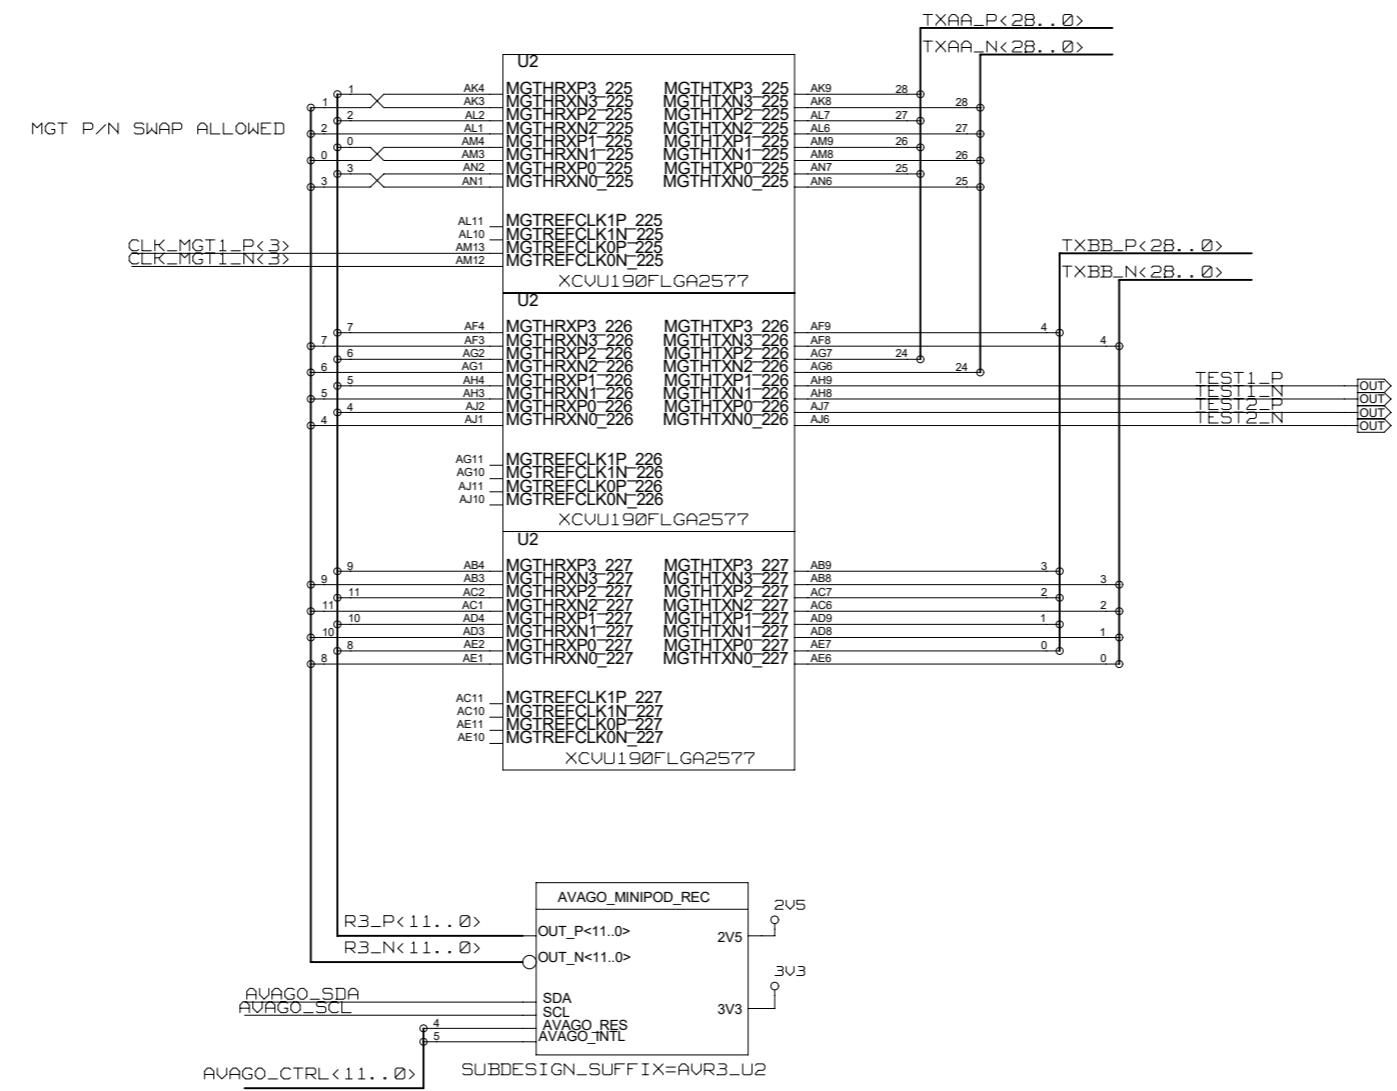 TXAA_P<28..0>
TXAA_N<28..0>
U2
1 AK4 MGTHRXP3_225 MGTHTXP3_225 AK9 28
1 AK3 MGTHRXN3_225 MGTHTXN3_225 AK8 28
2 AL2 MGTHRXP2_225 MGTHTXP2_225 AL7 27
MGT P/N SWAP ALLOWED
2 AL1 MGTHRXN2_225 MGTHTXN2_225 AL6 27
0 AM4 MGTHRXP1_225 MGTHTXP1_225 AM9 26
0 AM3 MGTHRXN1_225 MGTHTXN1_225 AM8 26
3 AN2 MGTHRXP0_225 MGTHTXP0_225 AN7 25
3 AN1 MGTHRXN0_225 MGTHTXN0_225 AN6 25
AL11 MGTREFCLK1P_225
AL10 MGTREFCLK1N_225
CLK_MGT1_P<3> AM13 MGTREFCLK0P_225
CLK_MGT1_N<3> AM12 MGTREFCLK0N_225
TXBB_P<28..0>
TXBB_N<28..0>
XCVU190FLGA2577
U2
7 AF4 MGTHRXP3_226 MGTHTXP3_226 AF9 4
7 AF3 MGTHRXN3_226 MGTHTXN3_226 AF8 4
6 AG2 MGTHRXP2_226 MGTHTXP2_226 AG7 24
6 AG1 MGTHRXN2_226 MGTHTXN2_226 AG6 24
5 AH4 MGTHRXP1_226 MGTHTXP1_226 AH9 TEST1_P OUT
5 AH3 MGTHRXN1_226 MGTHTXN1_226 AH8 TEST1_N OUT
4 AJ2 MGTHRXP0_226 MGTHTXP0_226 AJ7 TEST2_P OUT
4 AJ1 MGTHRXN0_226 MGTHTXN0_226 AJ6 TEST2_N OUT
AG11 MGTREFCLK1P_226
AG10 MGTREFCLK1N_226
AJ11 MGTREFCLK0P_226
AJ10 MGTREFCLK0N_226
XCVU190FLGA2577
U2
9 AB4 MGTHRXP3_227 MGTHTXP3_227 AB9 3
9 AB3 MGTHRXN3_227 MGTHTXN3_227 AB8 3
11 AC2 MGTHRXP2_227 MGTHTXP2_227 AC7 2
11 AC1 MGTHRXN2_227 MGTHTXN2_227 AC6 2
10 AD4 MGTHRXP1_227 MGTHTXP1_227 AD9 1
10 AD3 MGTHRXN1_227 MGTHTXN1_227 AD8 1
8 AE2 MGTHRXP0_227 MGTHTXP0_227 AE7 0
8 AE1 MGTHRXN0_227 MGTHTXN0_227 AE6 0
AC11 MGTREFCLK1P_227
AC10 MGTREFCLK1N_227
AE11 MGTREFCLK0P_227
AE10 MGTREFCLK0N_227
XCVU190FLGA2577
AVAGO_MINIPOD_REC
2V5
R3_P<11..0> OUT_P<11..0> 2V5
R3_N<11..0> OUT_N<11..0>
3V3
AVAGO_SDA SDA
AVAGO_SCL SCL 3V3
4 AVAGO_RES
5 AVAGO_INTL
AVAGO_CTRL<11..0>
SUBDESIGN_SUFFIX=AVR3_U2